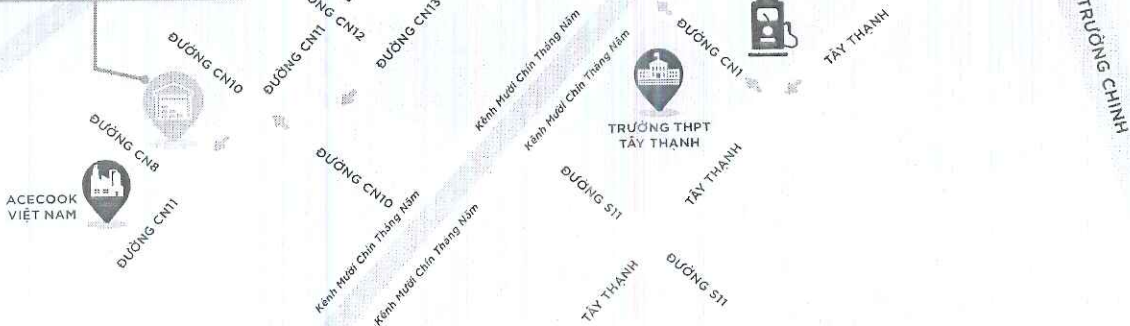 ĐƯỜNG CN12
ĐƯỜNG CN13
ĐƯỜNG CN10
ĐƯỜNG CN11
Kênh Mười Chín Tháng Năm
Kênh Mười Chín Tháng Năm
ĐƯỜNG CN1
TÂY THẠNH
TRƯỜNG CHINH
TRƯỜNG THPT
TÂY THẠNH
ĐƯỜNG CN8
ĐƯỜNG CN10
ĐƯỜNG S11
TÂY THẠNH
ACECOOK
VIỆT NAM
ĐƯỜNG CN11
Kênh Mười Chín Tháng Năm
Kênh Mười Chín Tháng Năm
TÂY THẠNH
ĐƯỜNG S11